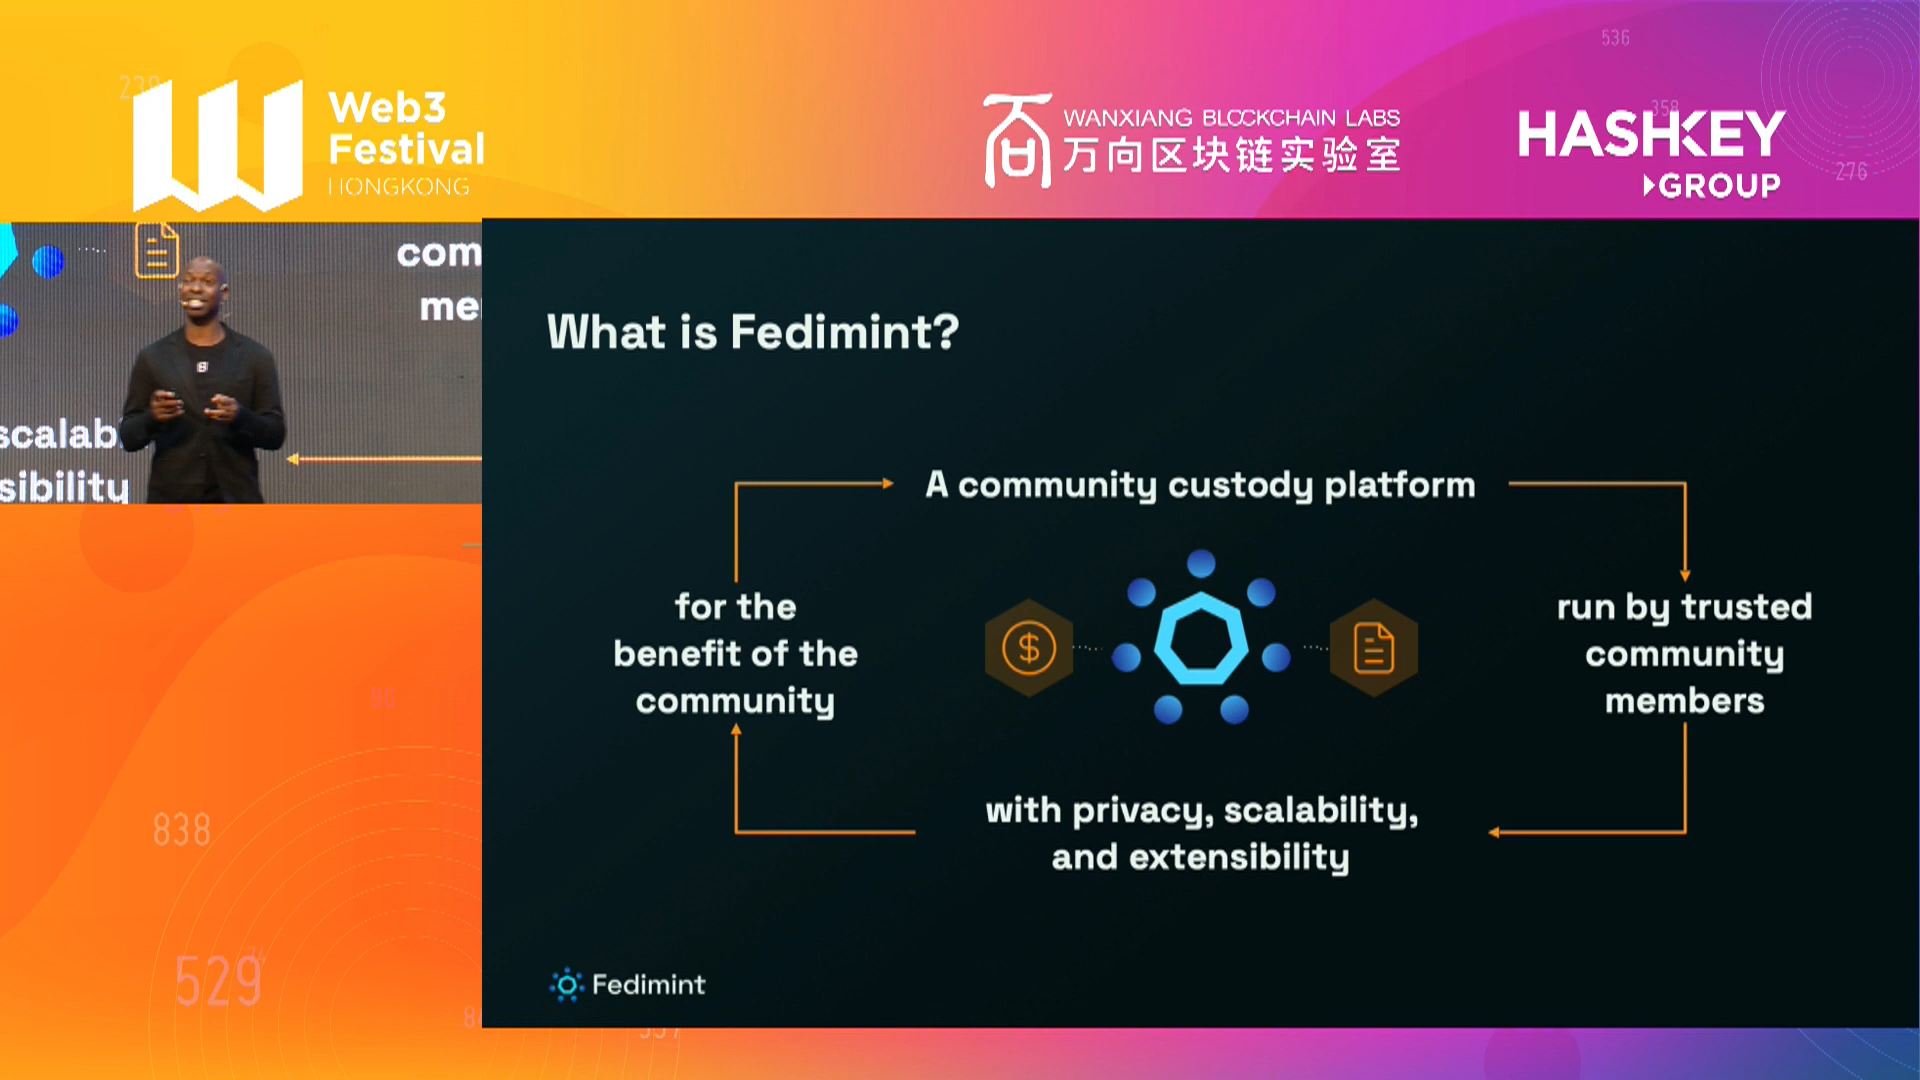 239
Web3
Festival
HONGKONG
WANXIANG BLOCKCHAIN LABS
万向区块链实验室
HASHKEY
GROUP
536
358
276
com
me
scalab
sibility
What is Fedimint?
A community custody platform
for the
benefit of the
community
run by trusted
community
members
with privacy, scalability,
and extensibility
Fedimint
$
90
838
529